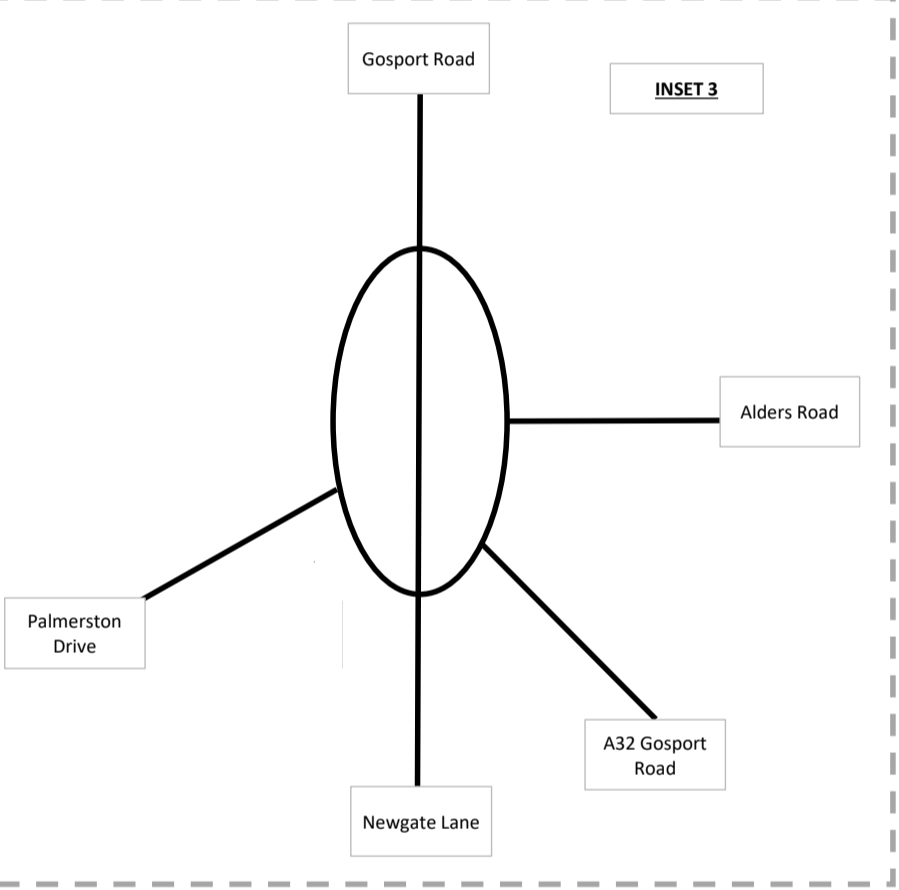 Gosport Road
INSET 3
Alders Road
Palmerston
Drive
A32 Gosport
Road
Newgate Lane